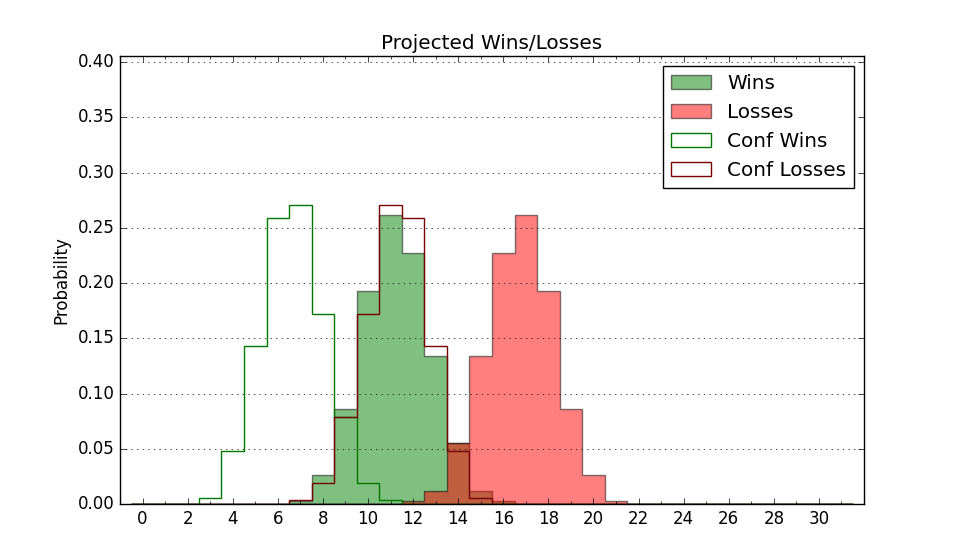 Projected Wins/Losses
Probability
0.40
0.35
0.30
0.25
0.20
0.15
0.10
0.05
0.00
0 2 4 6 8 10 12 14 16 18 20 22 24 26 28 30
Wins
Losses
Conf Wins
Conf Losses